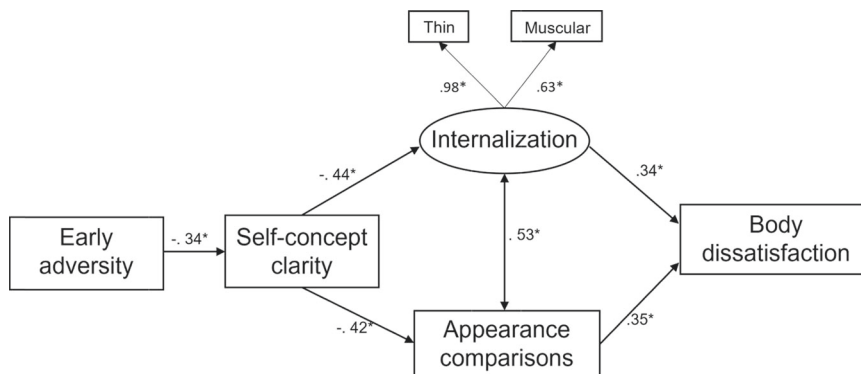 Thin
Muscular
.98*
.63*
Internalization
-. 44*
.34*
Early
adversity
-. 34*
Self-concept
clarity
. 53*
Body
dissatisfaction
-. 42*
Appearance
comparisons
.35*